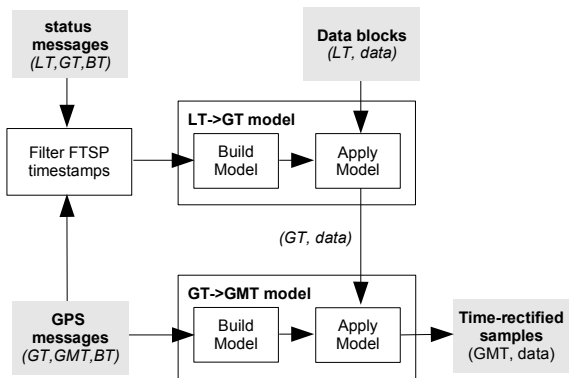 status
messages
(LT,GT,BT)
Data blocks
(LT, data)
Filter FTSP
timestamps
LT->GT model
Build
Model
Apply
Model
(GT, data)
GPS
messages
(GT,GMT,BT)
GT->GMT model
Build
Model
Apply
Model
Time-rectified
samples
(GMT, data)